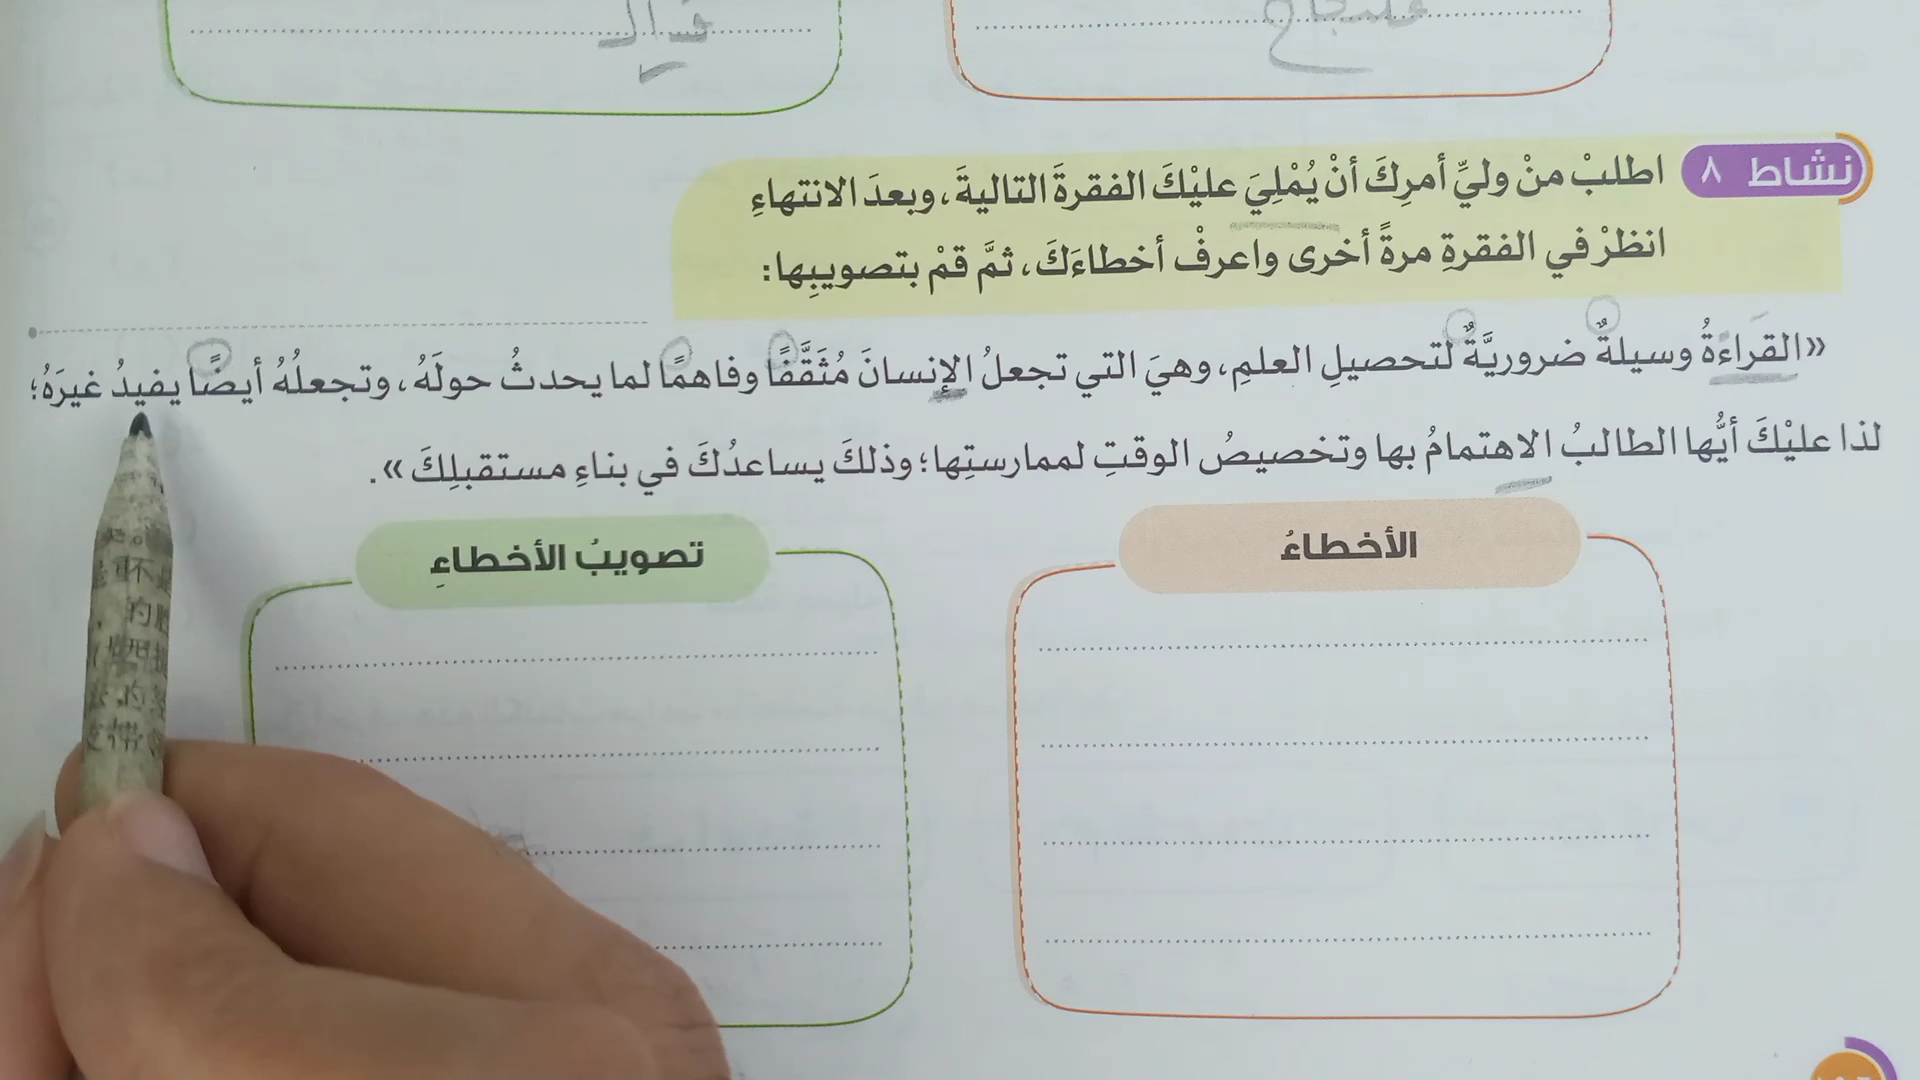 نشاط ٨
اطلبْ منْ وليِّ أمرِكَ أنْ يُمْلِيَ عليْكَ الفقرةَ التاليةَ، وبعدَ الانتهاءِ
انظرْ في الفقرةِ مرةً أخرى واعرفْ أخطاءَكَ، ثمَّ قمْ بتصويبِها:
«القراءةُ وسيلةٌ ضروريَّةٌ لتحصيلِ العلمِ، وهيَ التي تجعلُ الإنسانَ مُثَقَّفًا وفاهمًا لما يحدثُ حولَهُ، وتجعلُهُ أيضًا يفيدُ غيرَهُ؛
لذا عليْكَ أيُّها الطالبُ الاهتمامُ بها وتخصيصُ الوقتِ لممارستِها؛ وذلكَ يساعدُكَ في بناءِ مستقبلِكَ».
الأخطاءُ
تصويبُ الأخطاءِ